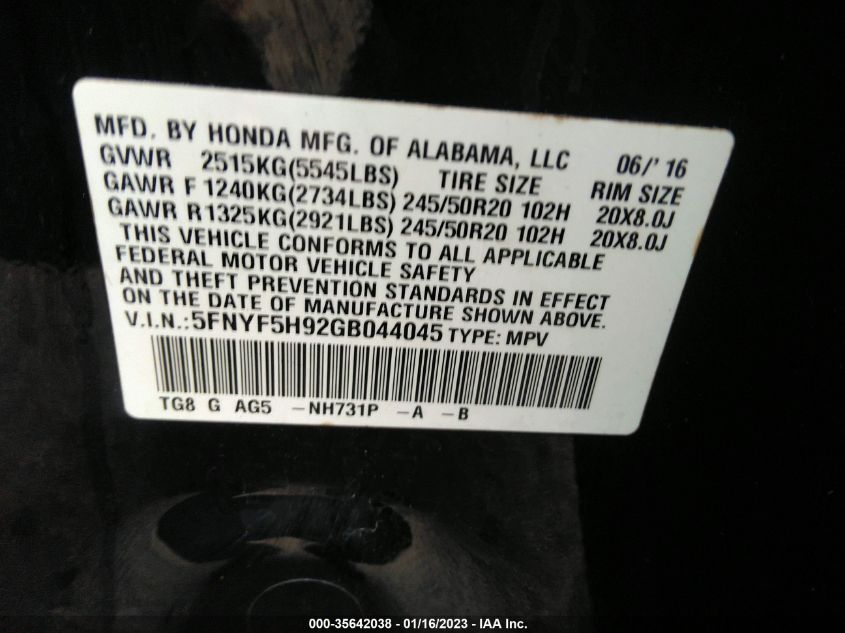 MFD. BY HONDA MFG. OF ALABAMA, LLC 06/' 16
GVWR 2515KG(5545LBS) TIRE SIZE RIM SIZE
GAWR F 1240KG(2734LBS) 245/50R20 102H 20X8.0J
GAWR R1325KG(2921LBS) 245/50R20 102H 20X8.0J
THIS VEHICLE CONFORMS TO ALL APPLICABLE
FEDERAL MOTOR VEHICLE SAFETY
AND THEFT PREVENTION STANDARDS IN EFFECT
ON THE DATE OF MANUFACTURE SHOWN ABOVE.
V.I.N.:5FNYF5H92GB044045 TYPE: MPV
TG8 G AG5 -NH731P -A -B
000-35642038 - 01/16/2023 - IAA Inc.